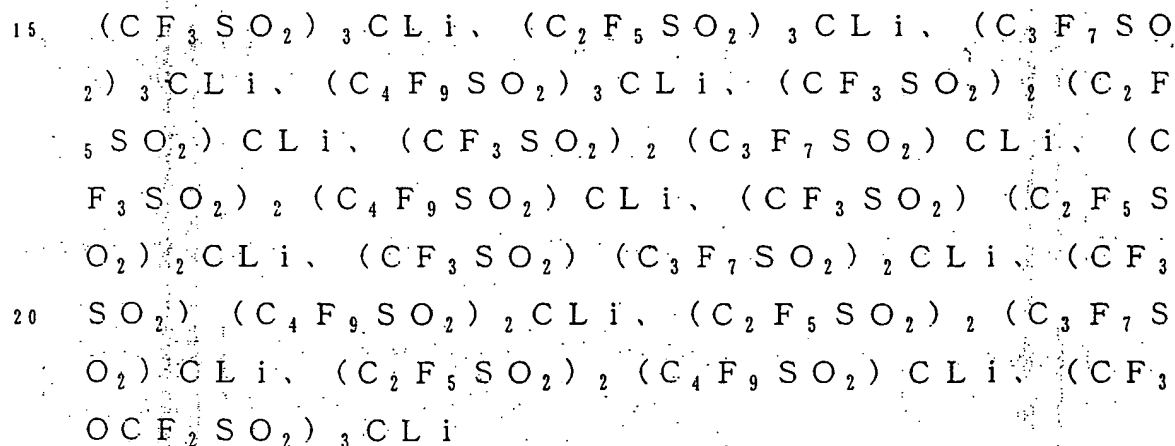 15 (CF₃SO₂)₃CLi、(C₂F₅SO₂)₃CLi、(C₃F₇SO
₂)₃CLi、(C₄F₉SO₂)₃CLi、(CF₃SO₂)₂(C₂F
₅SO₂)CLi、(CF₃SO₂)₂(C₃F₇SO₂)CLi、(C
F₃SO₂)₂(C₄F₉SO₂)CLi、(CF₃SO₂)(C₂F₅S
O₂)₂CLi、(CF₃SO₂)(C₃F₇SO₂)₂CLi、(CF₃
20 SO₂)(C₄F₉SO₂)₂CLi、(C₂F₅SO₂)₂(C₃F₇S
O₂)CLi、(C₂F₅SO₂)₂(C₄F₉SO₂)CLi、(CF₃
OCF₂SO₂)₃CLi